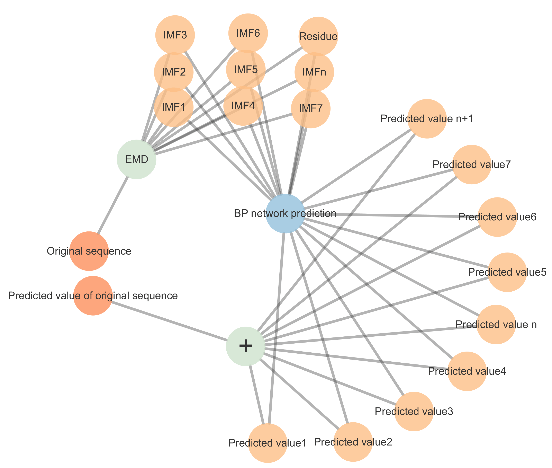 IMF3
IMF6
Residue
IMF2
IMF5
IMFn
IMF1
IMF4
IMF7
Predicted value n+1
EMD
Predicted value7
BP network prediction
Predicted value6
Original sequence
Predicted value5
Predicted value of original sequence
Predicted value n
+
Predicted value4
Predicted value3
Predicted value1
Predicted value2